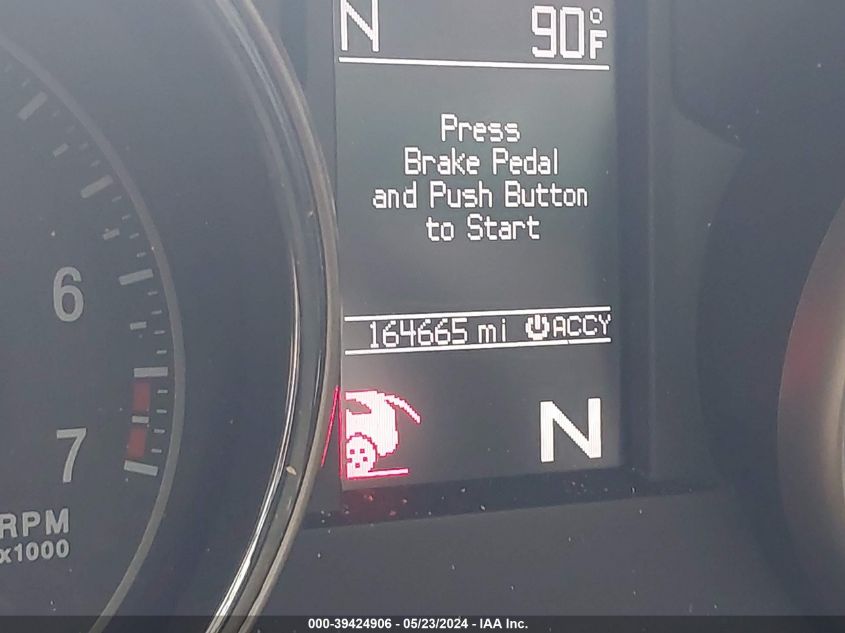 N 90°F
Press
Brake Pedal
and Push Button
to Start
164665 mi ACCY
N
6
7
RPM
x1000
000-39424906 - 05/23/2024 - IAA Inc.